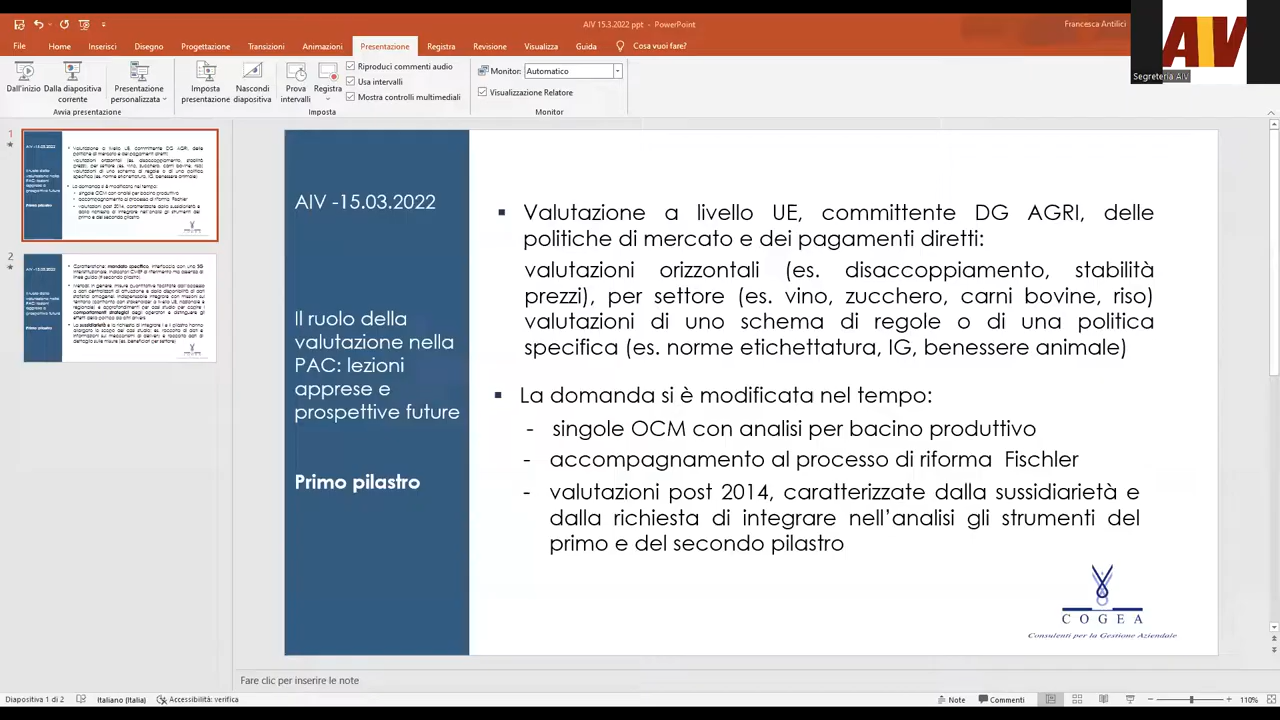 AIV 15.3.2022 ppt - PowerPoint
Francesca Antilici
AIV
Segreteria AIV
File Home Inserisci Disegno Progettazione Transizioni Animazioni Presentazione Registra Revisione Visualizza Guida Cosa vuoi fare?
Dall'inizio
Dalla diapositiva corrente
Presentazione personalizzata
Avvia presentazione
Imposta presentazione
Nascondi diapositiva
Prova intervalli
Registra
Riproduci commenti audio
Usa intervalli
Mostra controlli multimediali
Imposta
Monitor: Automatico
Visualizzazione Relatore
Monitor
1
2
AIV -15.03.2022
Il ruolo della
valutazione nella
PAC: lezioni
apprese e
prospettive future
Primo pilastro
▪ Valutazione a livello UE, committente DG AGRI, delle
politiche di mercato e dei pagamenti diretti:
valutazioni orizzontali (es. disaccoppiamento, stabilità
prezzi), per settore (es. vino, zucchero, carni bovine, riso)
valutazioni di uno schema di regole o di una politica
specifica (es. norme etichettatura, IG, benessere animale)
▪ La domanda si è modificata nel tempo:
- singole OCM con analisi per bacino produttivo
- accompagnamento al processo di riforma Fischler
- valutazioni post 2014, caratterizzate dalla sussidiarietà e
dalla richiesta di integrare nell'analisi gli strumenti del
primo e del secondo pilastro
COGEA
Consulenti per la Gestione Aziendale
Fare clic per inserire le note
Diapositiva 1 di 2 Italiano (Italia) Accessibilità: verifica Note Commenti 110%